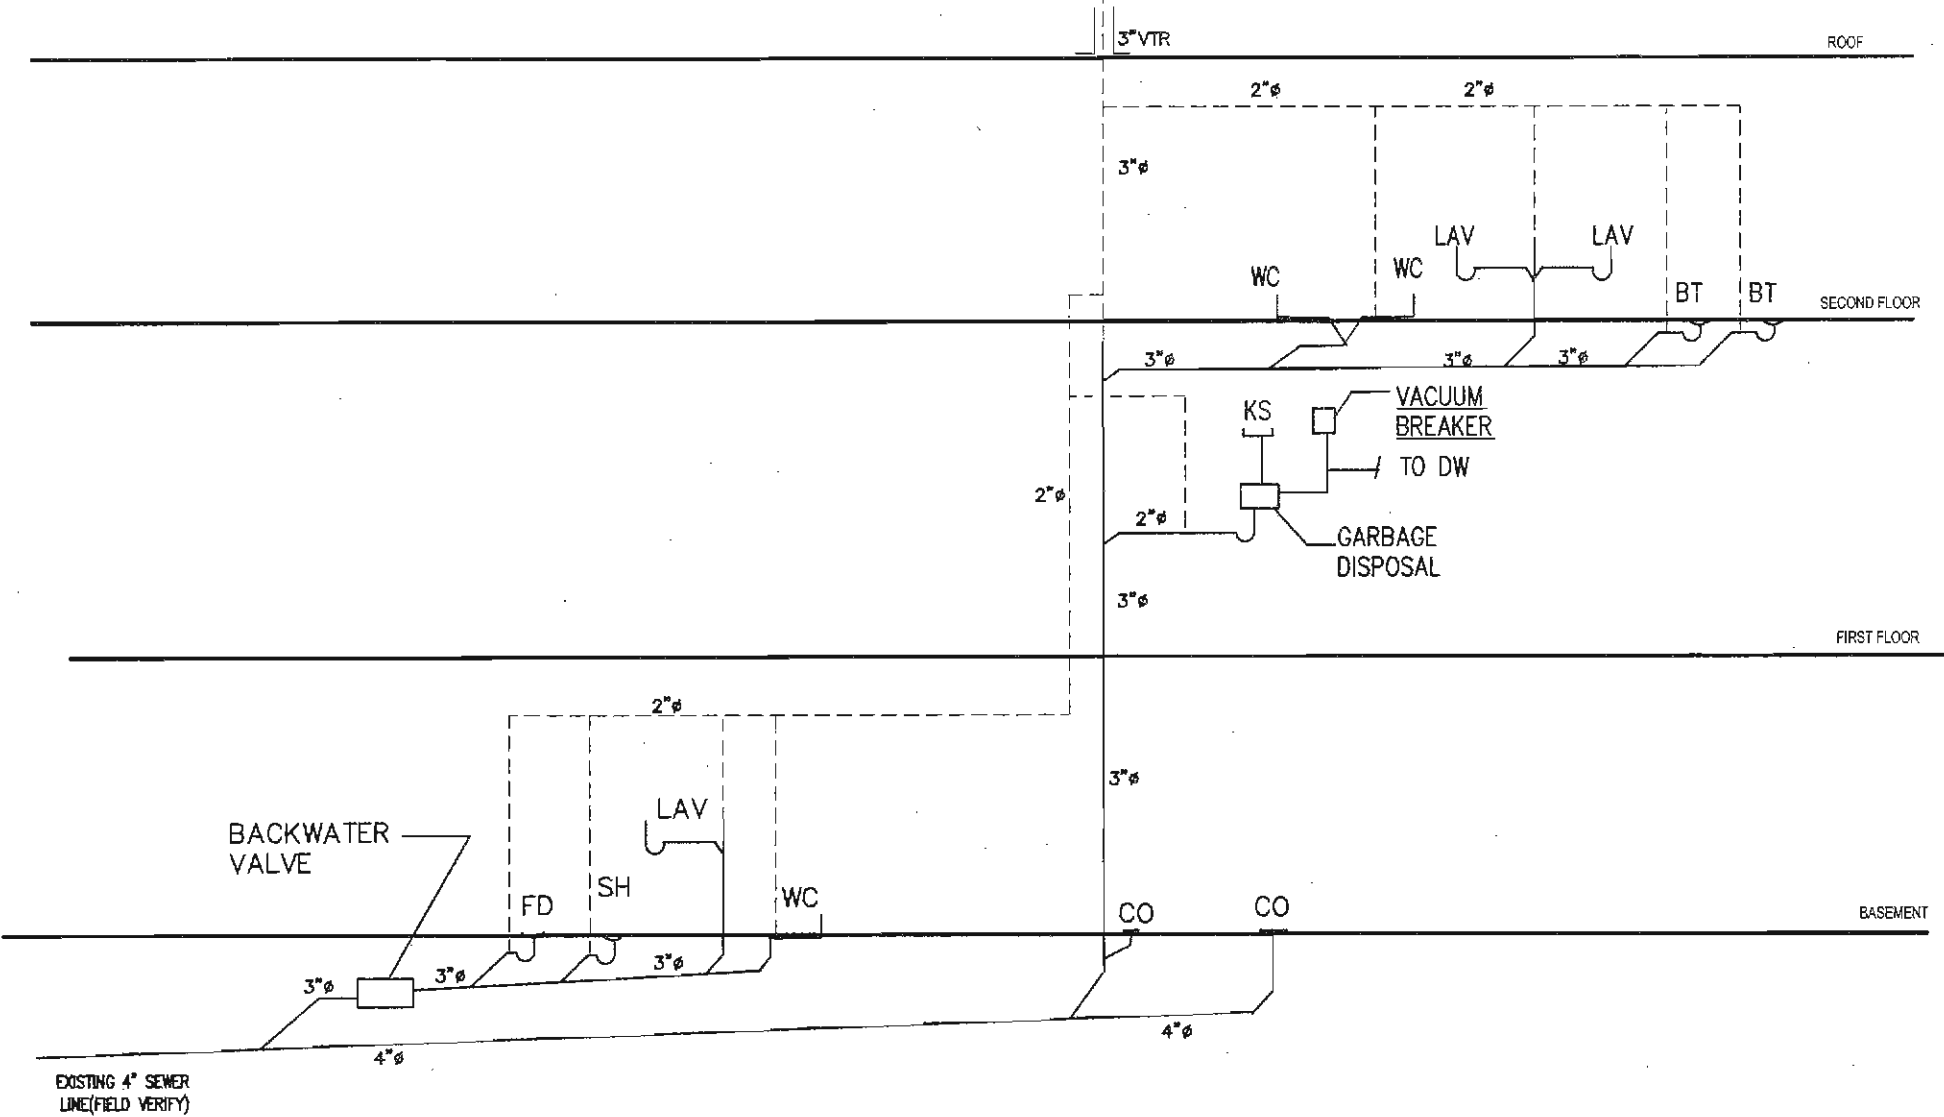 3"VTR
ROOF
2"ø
2"ø
3"ø
LAV
LAV
WC
WC
BT
BT
SECOND FLOOR
3"ø
3"ø
3"ø
VACUUM
BREAKER
KS
TO DW
2"ø
2"ø
GARBAGE
DISPOSAL
3"ø
FIRST FLOOR
2"ø
3"ø
LAV
BACKWATER
VALVE
SH
WC
FD
CO
CO
BASEMENT
3"ø
3"ø
3"ø
4"ø
4"ø
EXISTING 4" SEWER
LINE(FIELD VERIFY)